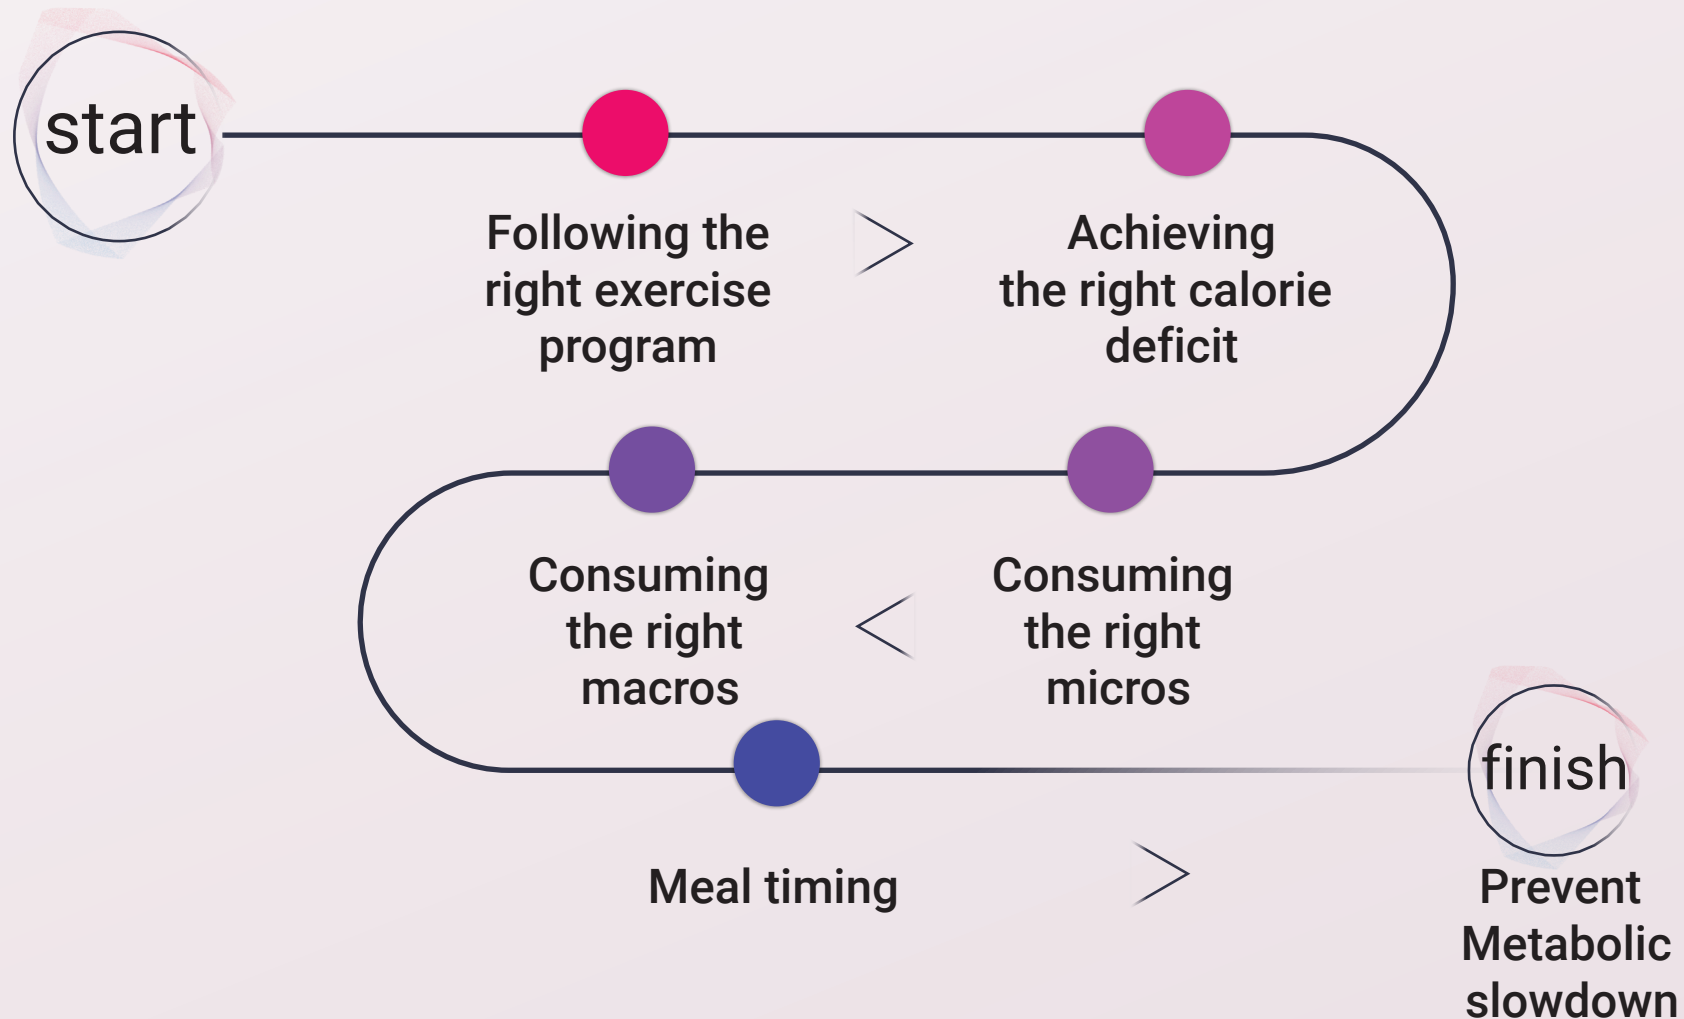 start
Following the
right exercise
program
Achieving
the right calorie
deficit
Consuming
the right
micros
Consuming
the right
macros
Meal timing
finish
Prevent
Metabolic
slowdown